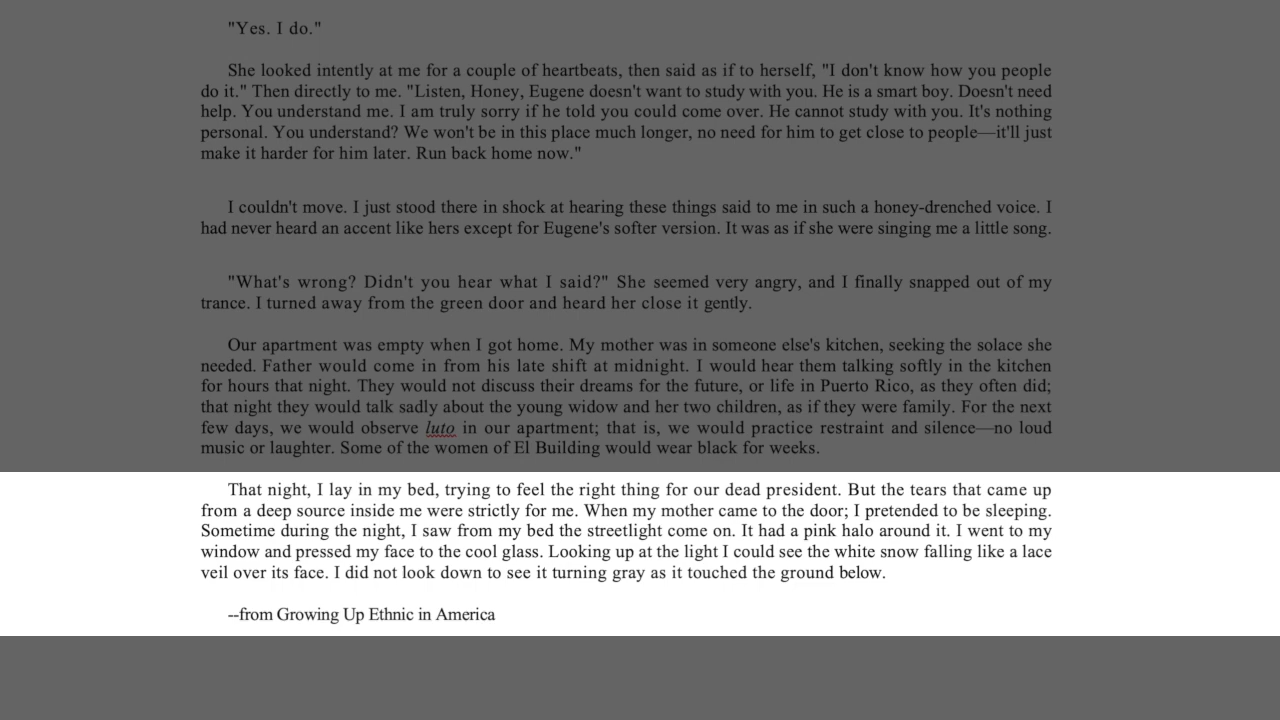 "Yes. I do."
She looked intently at me for a couple of heartbeats, then said as if to herself, "I don't know how you people
do it." Then directly to me. "Listen, Honey, Eugene doesn't want to study with you. He is a smart boy. Doesn't need
help. You understand me. I am truly sorry if he told you could come over. He cannot study with you. It's nothing
personal. You understand? We won't be in this place much longer, no need for him to get close to people—it'll just
make it harder for him later. Run back home now."
I couldn't move. I just stood there in shock at hearing these things said to me in such a honey-drenched voice. I
had never heard an accent like hers except for Eugene's softer version. It was as if she were singing me a little song.
"What's wrong? Didn't you hear what I said?" She seemed very angry, and I finally snapped out of my
trance. I turned away from the green door and heard her close it gently.
Our apartment was empty when I got home. My mother was in someone else's kitchen, seeking the solace she
needed. Father would come in from his late shift at midnight. I would hear them talking softly in the kitchen
for hours that night. They would not discuss their dreams for the future, or life in Puerto Rico, as they often did;
that night they would talk sadly about the young widow and her two children, as if they were family. For the next
few days, we would observe luto in our apartment; that is, we would practice restraint and silence—no loud
music or laughter. Some of the women of El Building would wear black for weeks.
That night, I lay in my bed, trying to feel the right thing for our dead president. But the tears that came up
from a deep source inside me were strictly for me. When my mother came to the door; I pretended to be sleeping.
Sometime during the night, I saw from my bed the streetlight come on. It had a pink halo around it. I went to my
window and pressed my face to the cool glass. Looking up at the light I could see the white snow falling like a lace
veil over its face. I did not look down to see it turning gray as it touched the ground below.
--from Growing Up Ethnic in America